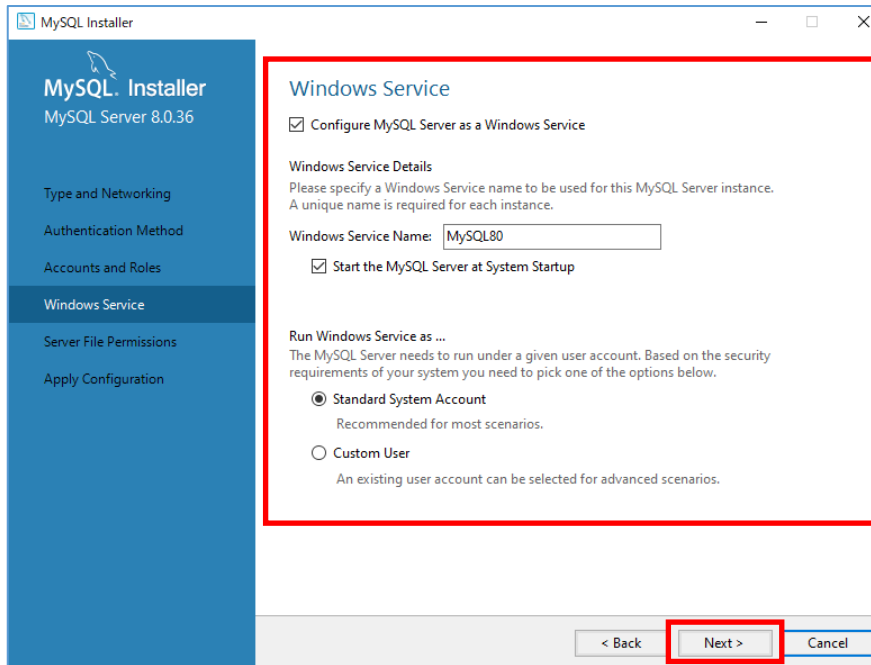 MySQL Installer
MySQL. Installer
MySQL Server 8.0.36
Type and Networking
Authentication Method
Accounts and Roles
Windows Service
Server File Permissions
Apply Configuration
Windows Service
Configure MySQL Server as a Windows Service
Windows Service Details
Please specify a Windows Service name to be used for this MySQL Server instance.
A unique name is required for each instance.
Windows Service Name: MySQL80
Start the MySQL Server at System Startup
Run Windows Service as ...
The MySQL Server needs to run under a given user account. Based on the security
requirements of your system you need to pick one of the options below.
Standard System Account
Recommended for most scenarios.
Custom User
An existing user account can be selected for advanced scenarios.
< Back Next > Cancel